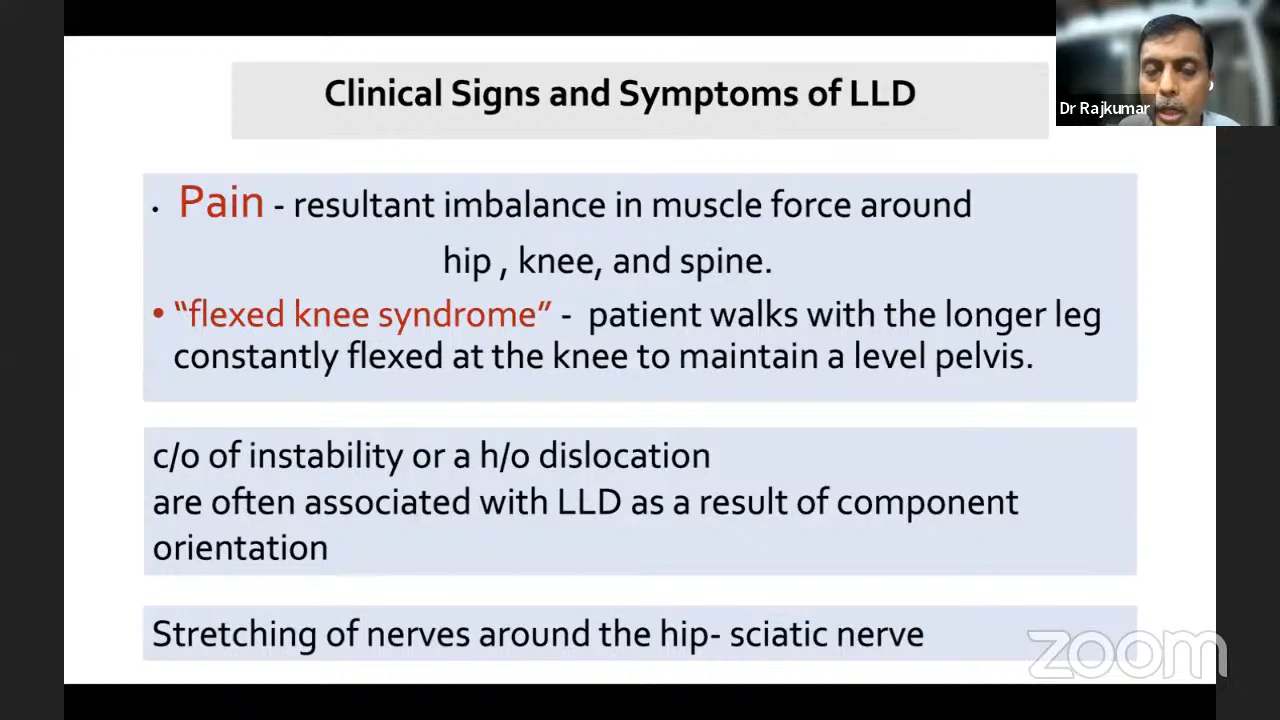 Clinical Signs and Symptoms of LLD
Dr Rajkumar
• Pain - resultant imbalance in muscle force around
hip , knee, and spine.
• “flexed knee syndrome” - patient walks with the longer leg
constantly flexed at the knee to maintain a level pelvis.
c/o of instability or a h/o dislocation
are often associated with LLD as a result of component
orientation
Stretching of nerves around the hip- sciatic nerve
zoom